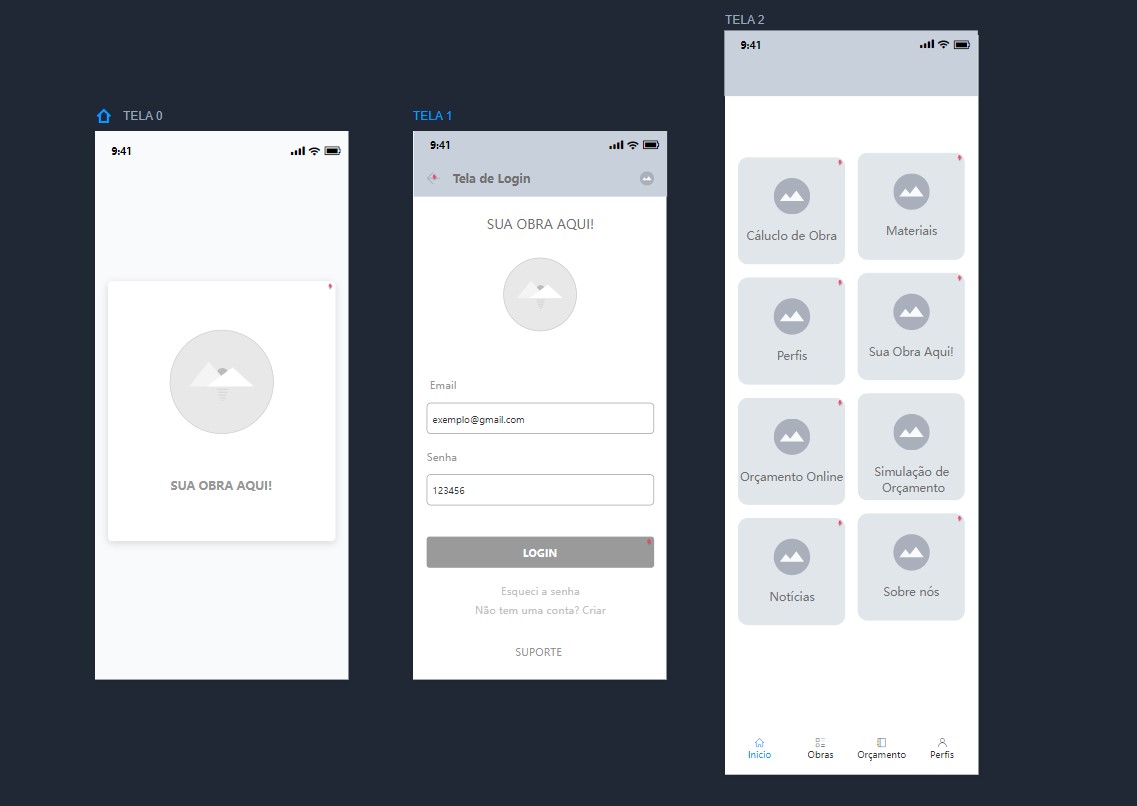 TELA 0
9:41
SUA OBRA AQUI!
TELA 1
9:41
Tela de Login
SUA OBRA AQUI!
Email
exemplo@gmail.com
Senha
123456
LOGIN
Esqueci a senha
Não tem uma conta? Criar
SUPORTE
TELA 2
9:41
Cáluclo de Obra
Materiais
Perfis
Sua Obra Aqui!
Orçamento Online
Simulação de
Orçamento
Notícias
Sobre nós
Início
Obras
Orçamento
Perfis